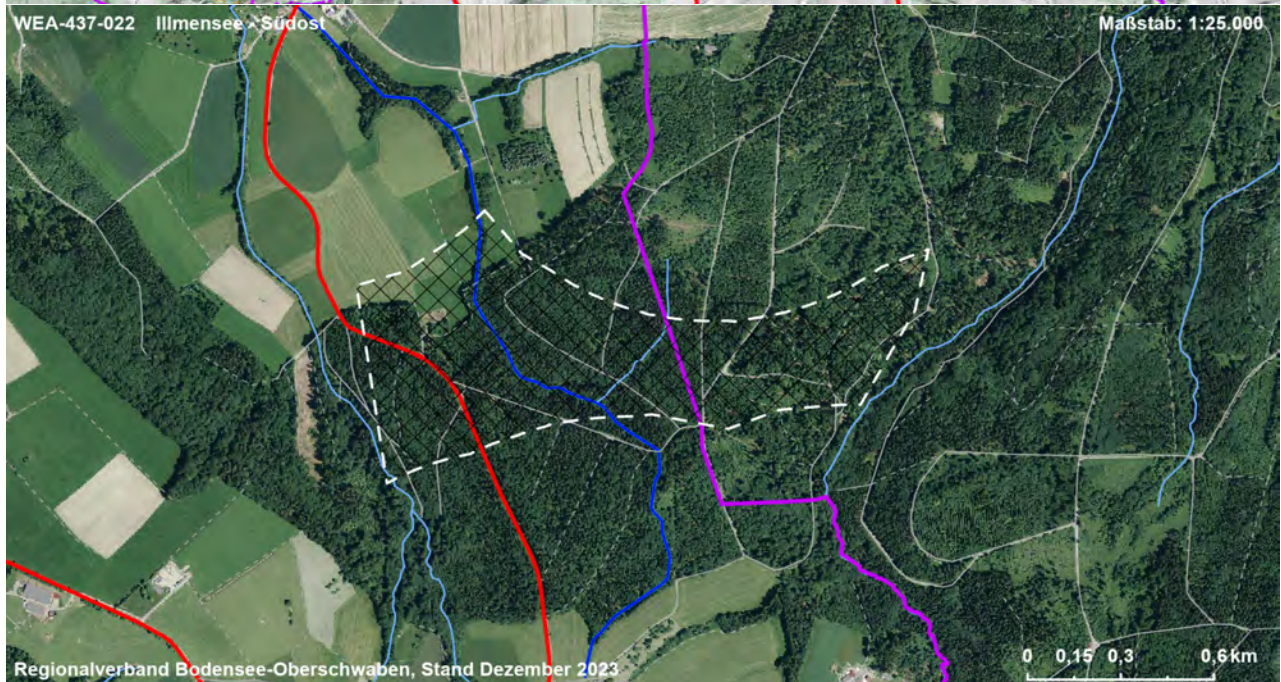 WEA-437-022 Illmensee - Südost
Maßstab: 1:25.000
Regionalverband Bodensee-Oberschwaben, Stand Dezember 2023
0 0,15 0,3 0,6 km